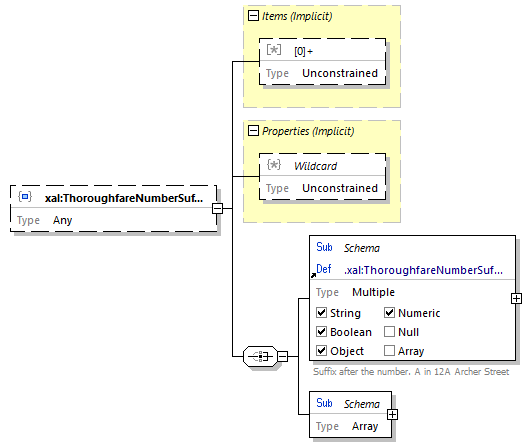 Items (Implicit)
[0]+
Type Unconstrained
Properties (Implicit)
Wildcard
Type Unconstrained
xal:ThoroughfareNumberSuf...
Type Any
Sub Schema
Def .xal:ThoroughfareNumberSuf...
Type Multiple
String Numeric
Boolean Null
Object Array
Suffix after the number. A in 12A Archer Street
Sub Schema
Type Array